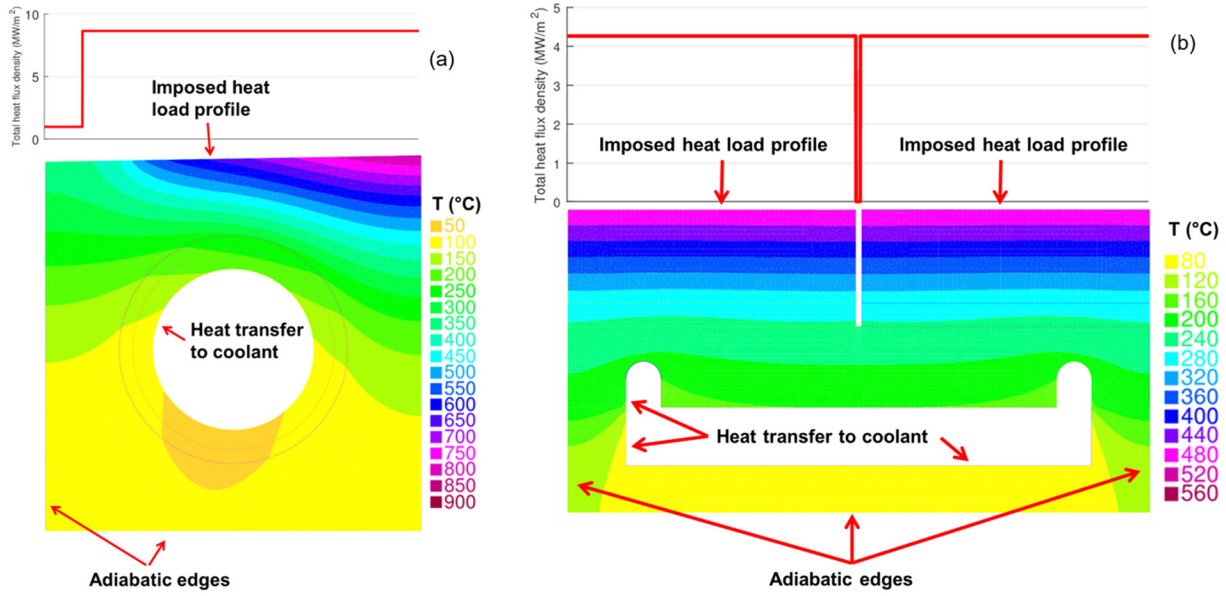 Total heat flux density (MW/m²)
10
5
0
(a)
Imposed heat
load profile
T (°C)
50
100
150
200
250
300
350
400
450
500
550
600
650
700
750
800
850
900
Heat transfer
to coolant
Adiabatic edges
Total heat flux density (MW/m²)
5
4
3
2
1
0
(b)
Imposed heat load profile
Imposed heat load profile
T (°C)
80
120
160
200
240
280
320
360
400
440
480
520
560
Heat transfer to coolant
Adiabatic edges